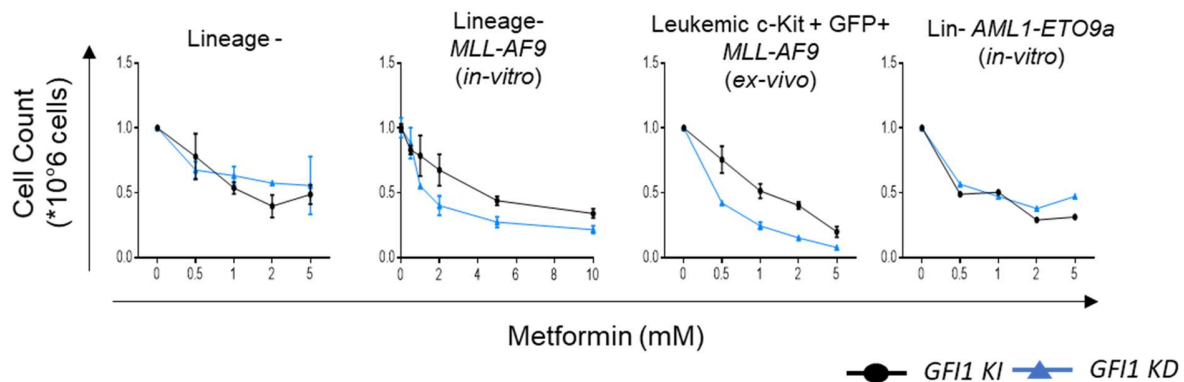 Lineage -
Lineage-
MLL-AF9
(in-vitro)
Leukemic c-Kit + GFP+
MLL-AF9
(ex-vivo)
Lin- AML1-ETO9a
(in-vitro)
Cell Count
(*10°6 cells)
1.5
1.0
0.5
0.0
0 0.5 1 2 5
1.5
1.0
0.5
0.0
0 2 4 6 8 10
1.5
1.0
0.5
0.0
0 0.5 1 2 5
1.5
1.0
0.5
0.0
0 0.5 1 2 5
Metformin (mM)
GFI1 KI
GFI1 KD